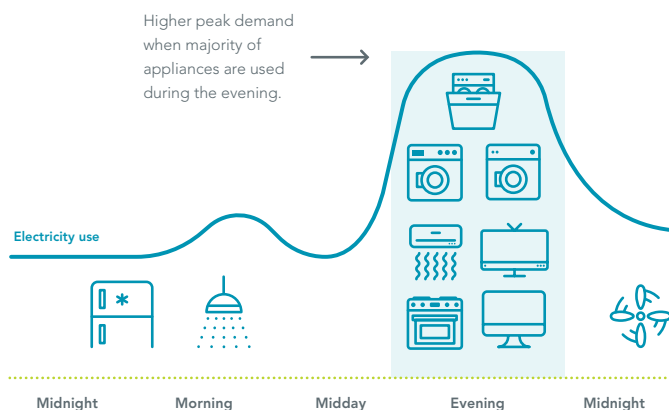 Higher peak demand
when majority of
appliances are used
during the evening.
Electricity use
Midnight Morning Midday Evening Midnight